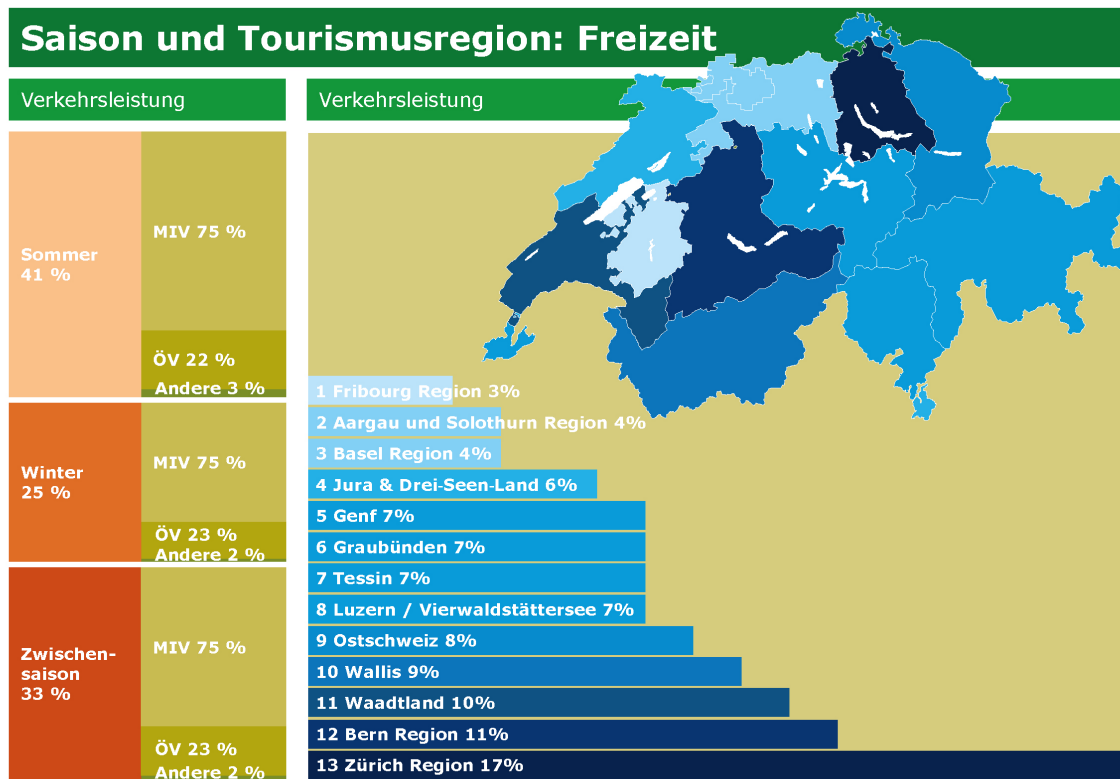 Saison und Tourismusregion: Freizeit
Verkehrsleistung
Sommer
41 %
MIV 75 %
ÖV 22 %
Andere 3 %
Winter
25 %
MIV 75 %
ÖV 23 %
Andere 2 %
Zwischen-
saison
33 %
MIV 75 %
ÖV 23 %
Andere 2 %
Verkehrsleistung
1 Fribourg Region 3%
2 Aargau und Solothurn Region 4%
3 Basel Region 4%
4 Jura & Drei-Seen-Land 6%
5 Genf 7%
6 Graubünden 7%
7 Tessin 7%
8 Luzern / Vierwaldstättersee 7%
9 Ostschweiz 8%
10 Wallis 9%
11 Waadtland 10%
12 Bern Region 11%
13 Zürich Region 17%